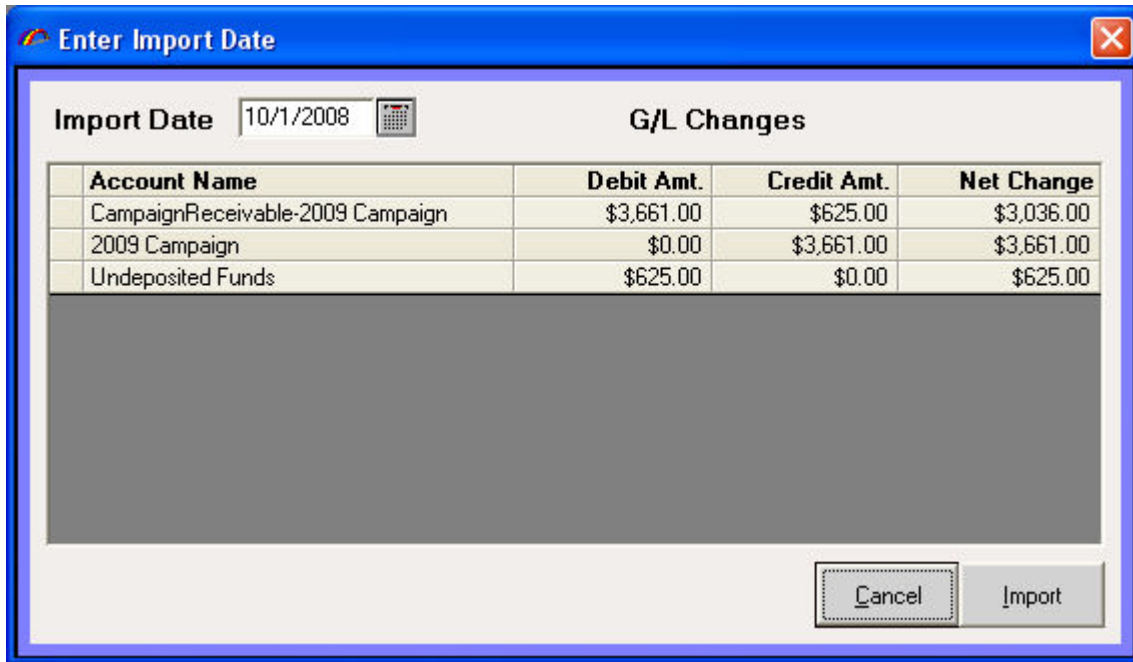 Enter Import Date
Import Date 10/1/2008 G/L Changes
Account Name Debit Amt. Credit Amt. Net Change
CampaignReceivable-2009 Campaign $3,661.00 $625.00 $3,036.00
2009 Campaign $0.00 $3,661.00 $3,661.00
Undeposited Funds $625.00 $0.00 $625.00
Cancel Import